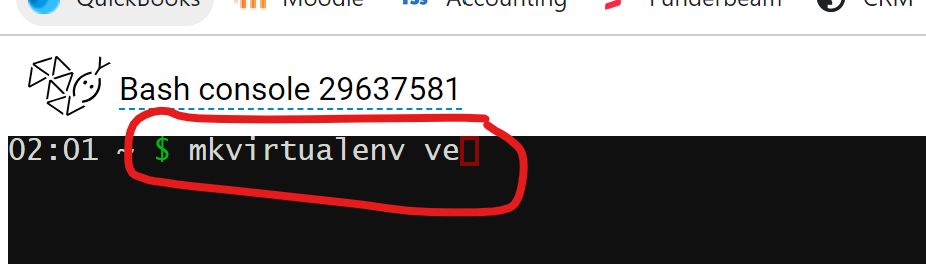 QuickBooks Moodle Accounting Funderbeam CRM
Bash console 29637581
02:01 ~ $ mkvirtualenv ve